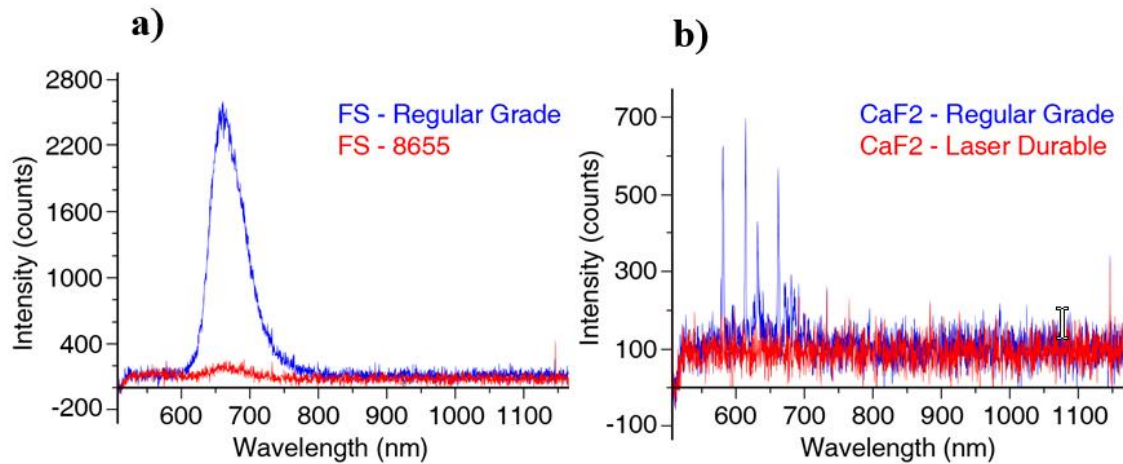 a)
2800
2200
1600
1000
400
-200
Intensity (counts)
FS - Regular Grade
FS - 8655
600 700 800 900 1000 1100
Wavelength (nm)
b)
700
500
300
100
-100
Intensity (counts)
CaF2 - Regular Grade
CaF2 - Laser Durable
600 700 800 900 1000 1100
Wavelength (nm)